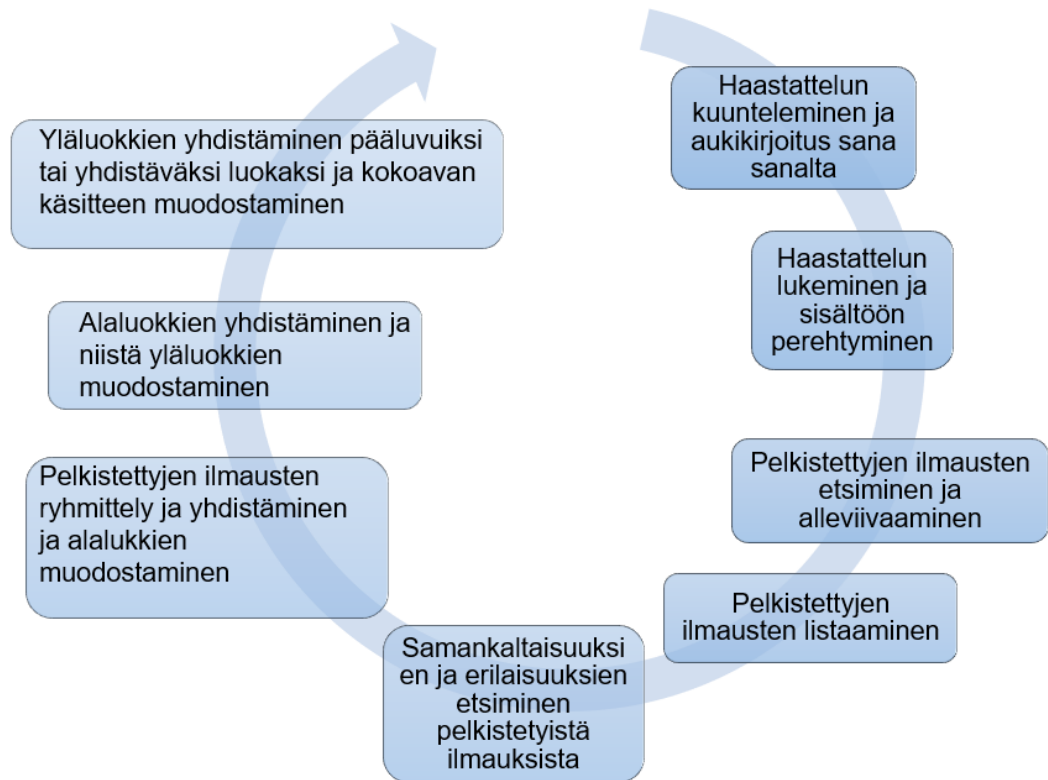 Haastattelun
kuunteleminen ja
aukikirjoitus sana
sanalta
Haastattelun
lukeminen ja
sisältöön
perehtyminen
Pelkistettyjen ilmausten
etsiminen ja
alleviivaaminen
Pelkistettyjen
ilmausten listaaminen
Samankaltaisuuksi
en ja erilaisuuksien
etsiminen
pelkistetyistä
ilmauksista
Pelkistettyjen ilmausten
ryhmittely ja yhdistäminen
ja alalukkien
muodostaminen
Alaluokkien yhdistäminen ja
niistä yläluokkien
muodostaminen
Yläluokkien yhdistäminen pääluvuiksi
tai yhdistäväksi luokaksi ja kokoavan
käsitteen muodostaminen